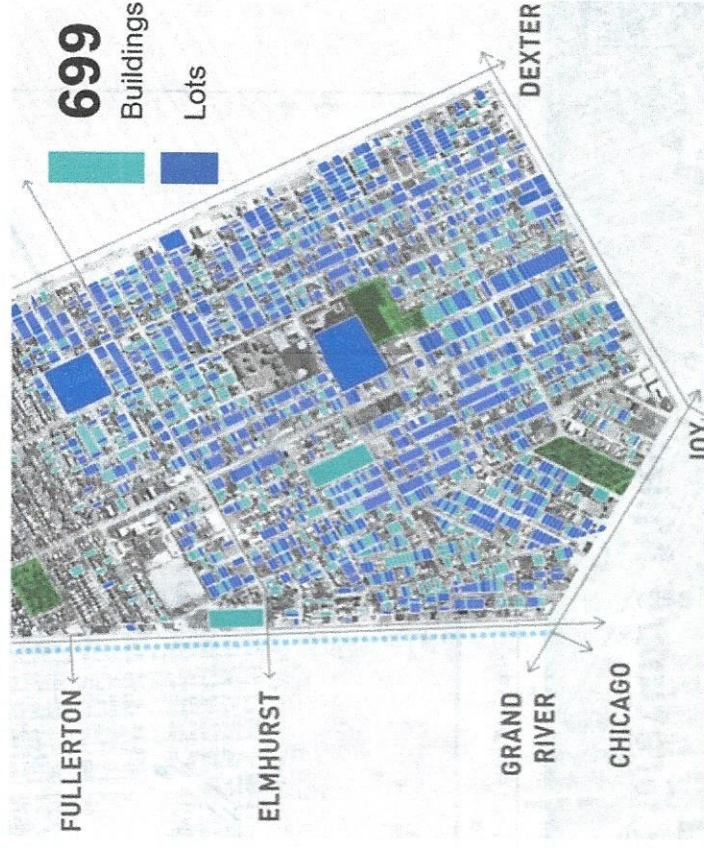 699
Buildings
Lots
DEXTER
FULLERTON
ELMHURST
GRAND
RIVER
CHICAGO
JOY